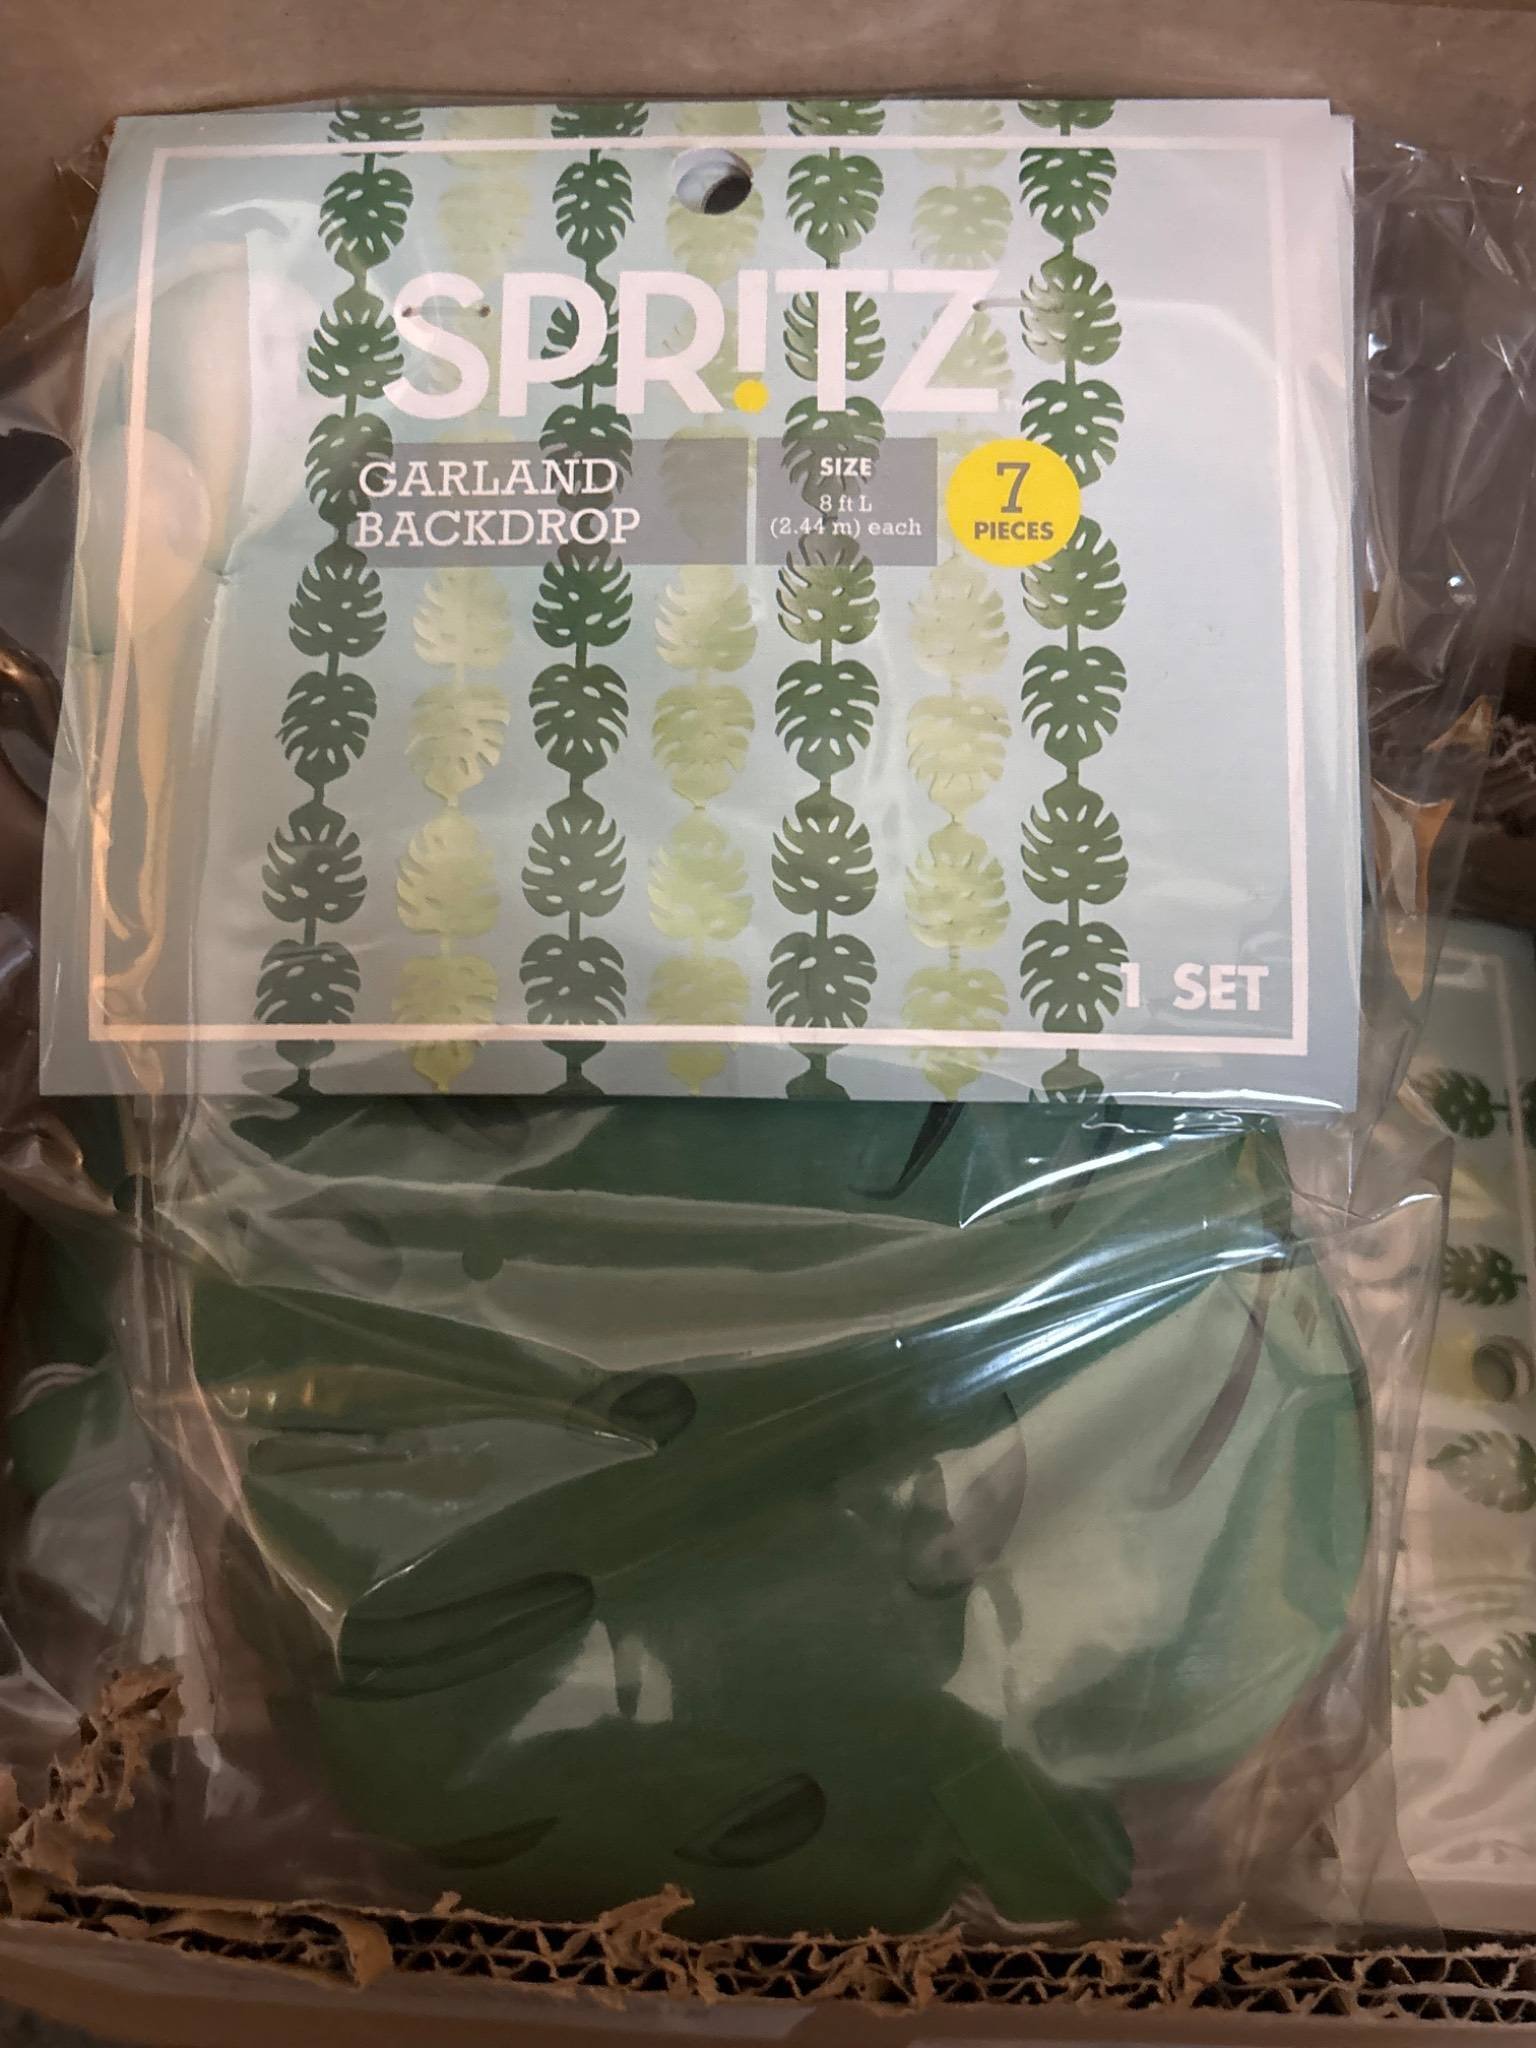 SPR!TZ
GARLAND
BACKDROP
SIZE
8 ft L
(2.44 m) each
7
PIECES
1 SET